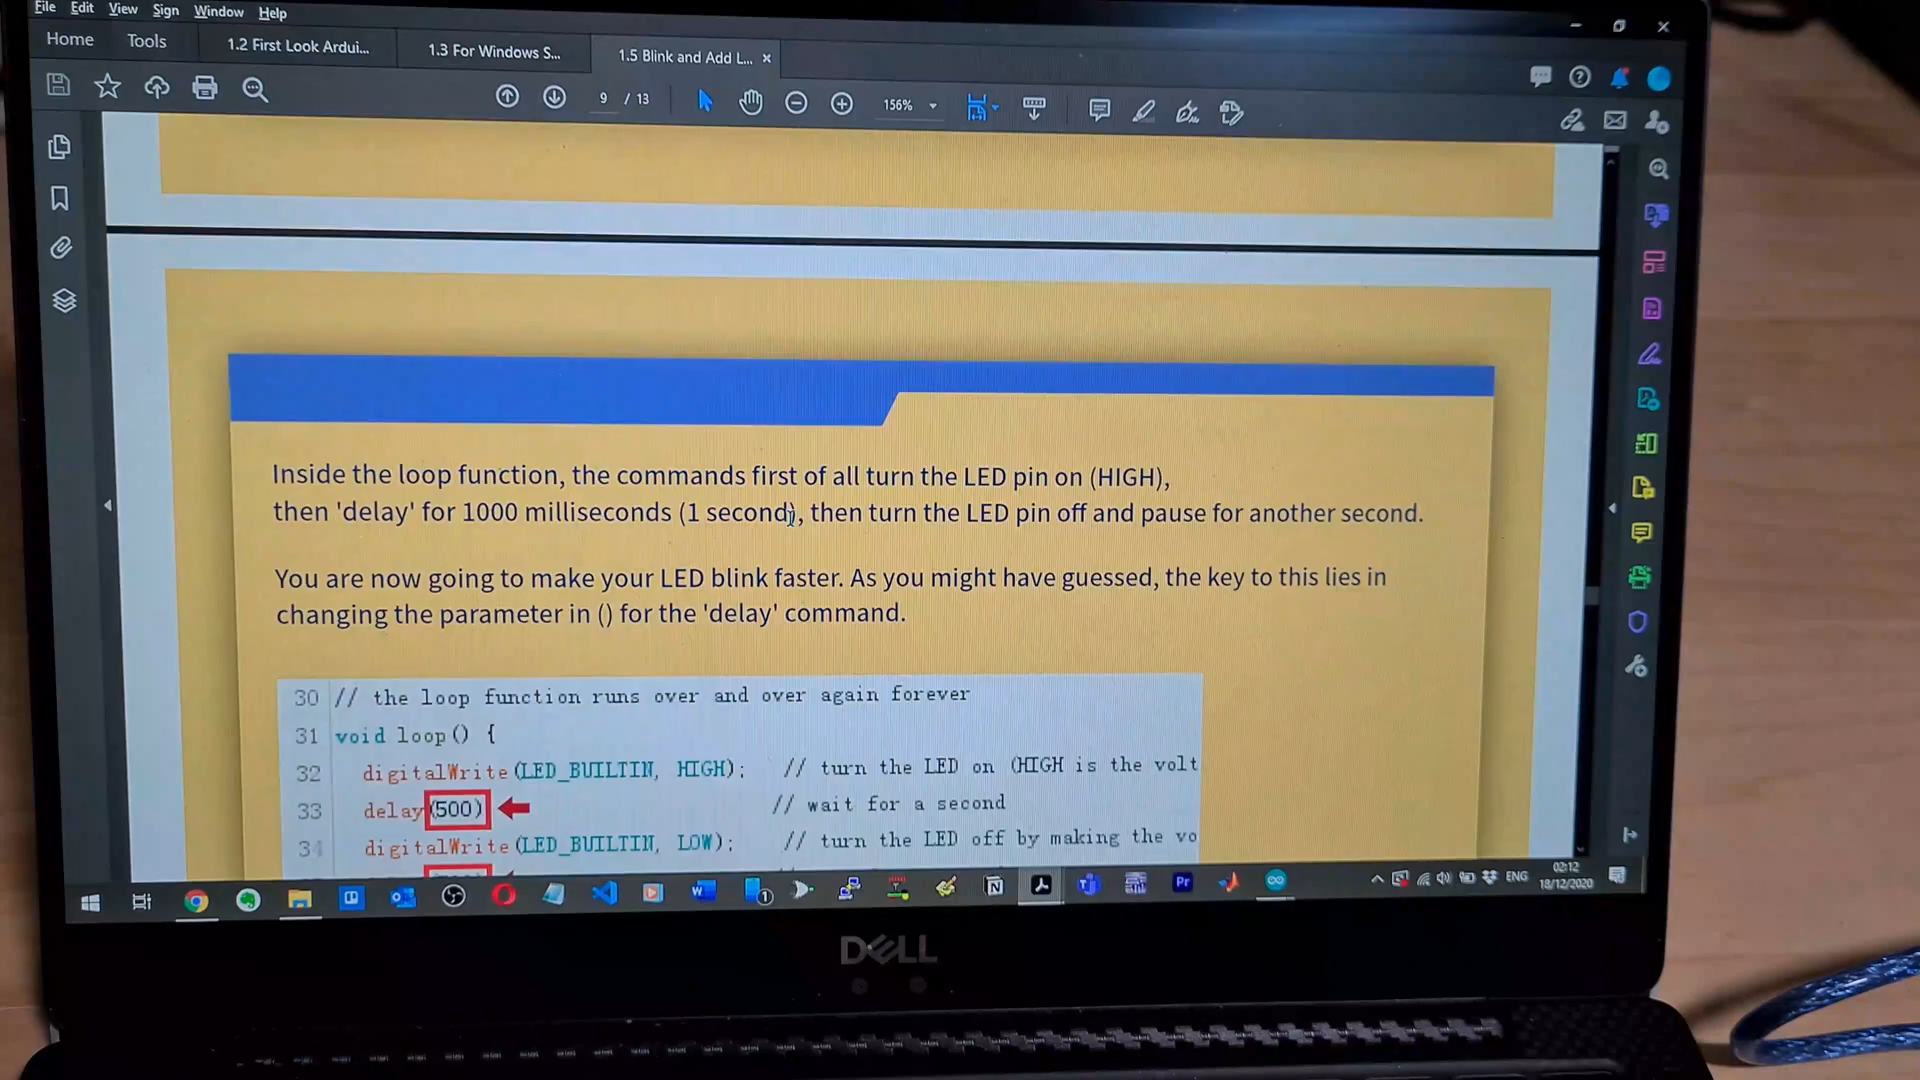 File Edit View Sign Window Help
Home Tools 1.2 First Look Ardui... 1.3 For Windows S... 1.5 Blink and Add L... ×
9 / 13 156%
Inside the loop function, the commands first of all turn the LED pin on (HIGH),
then 'delay' for 1000 milliseconds (1 second), then turn the LED pin off and pause for another second.
You are now going to make your LED blink faster. As you might have guessed, the key to this lies in
changing the parameter in () for the 'delay' command.
30 // the loop function runs over and over again forever
31 void loop() {
32 digitalWrite(LED_BUILTIN, HIGH); // turn the LED on (HIGH is the volt
33 delay(500) // wait for a second
34 digitalWrite(LED_BUILTIN, LOW); // turn the LED off by making the vo
ENG
02:12
18/12/2020
Pr
DELL